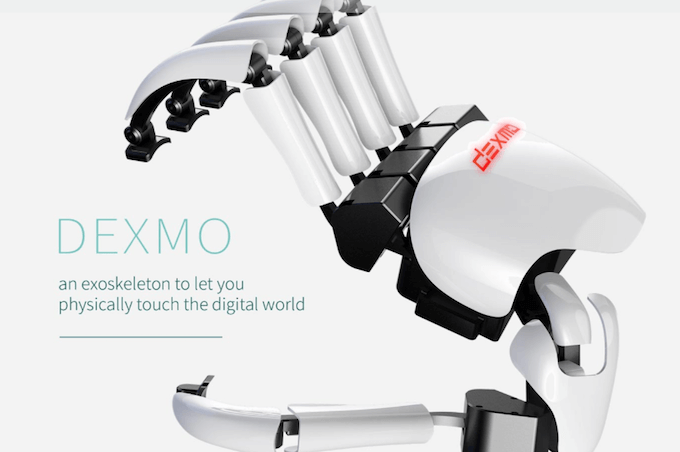 dexmo
DEXMO
an exoskeleton to let you
physically touch the digital world